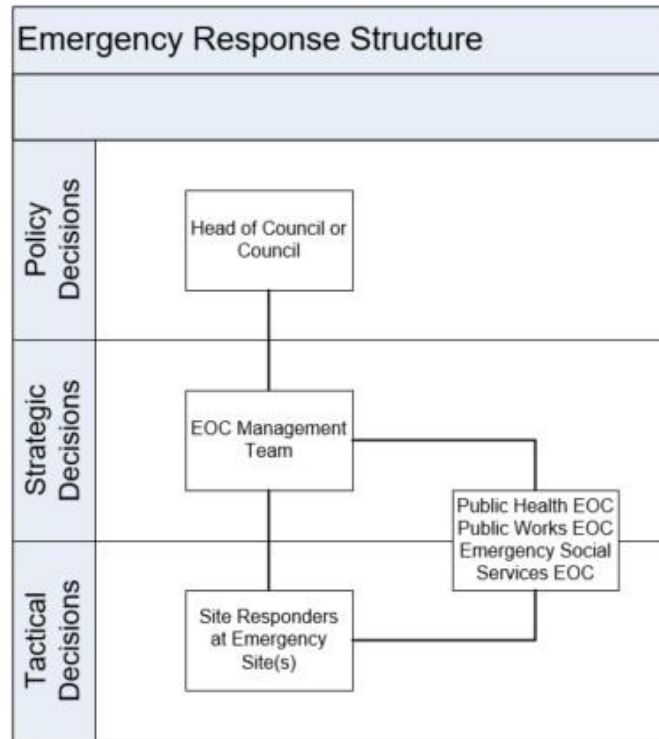 Emergency Response Structure
Policy
Decisions
Head of Council or
Council
Strategic
Decisions
EOC Management
Team
Public Health EOC
Public Works EOC
Emergency Social
Services EOC
Tactical
Decisions
Site Responders
at Emergency
Site(s)